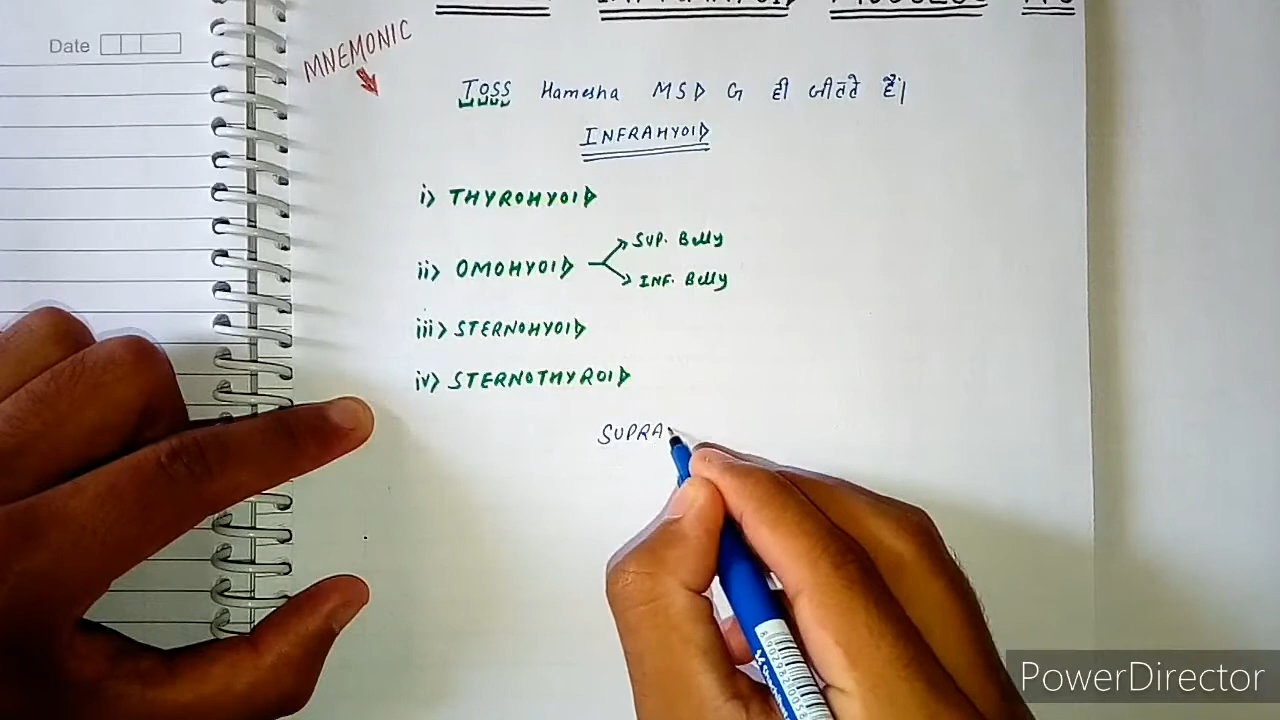 Date
MNEMONIC
TOSS Hamesha MSD G ही जीतते हैं।
INFRAHYOID
i> THYROHYOID
SUP. Belly
ii> OMOHYOID
INF. Belly
iii> STERNOHYOID
iv> STERNOTHYROID
SUPRA
PowerDirector